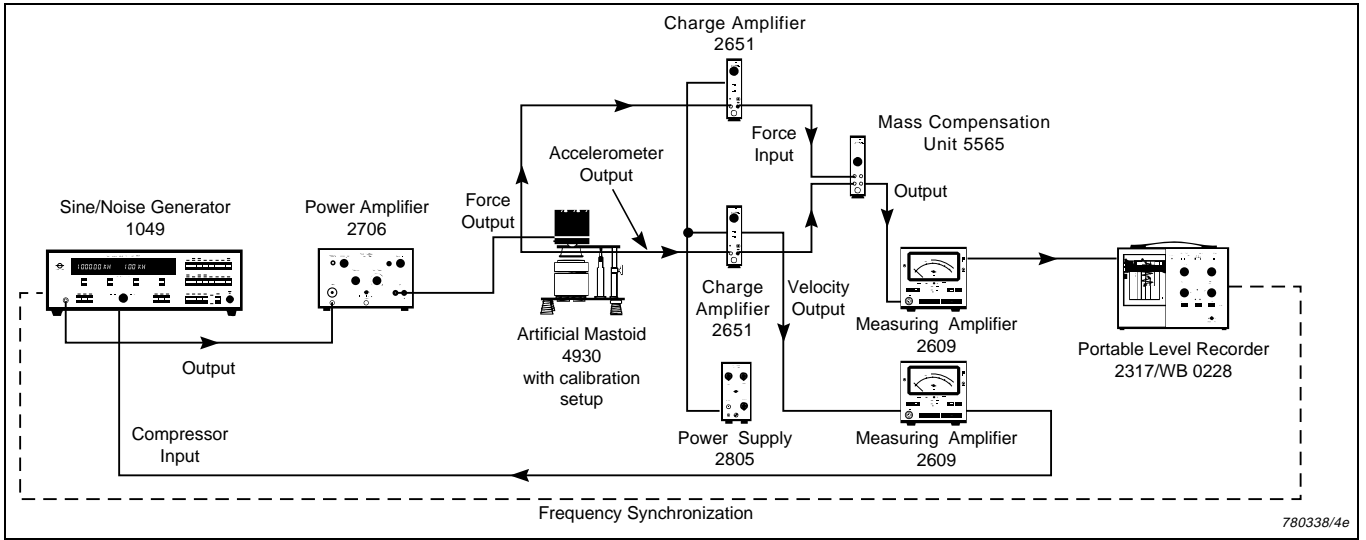 Charge Amplifier
2651
Mass Compensation
Unit 5565
Force
Input
Accelerometer
Output
Output
Sine/Noise Generator
1049
Power Amplifier
2706
Force
Output
Charge
Amplifier
2651
Velocity
Output
Measuring Amplifier
2609
Artificial Mastoid
4930
with calibration
setup
Portable Level Recorder
2317/WB 0228
Output
Power Supply
2805
Measuring Amplifier
2609
Compressor
Input
Frequency Synchronization
780338/4e